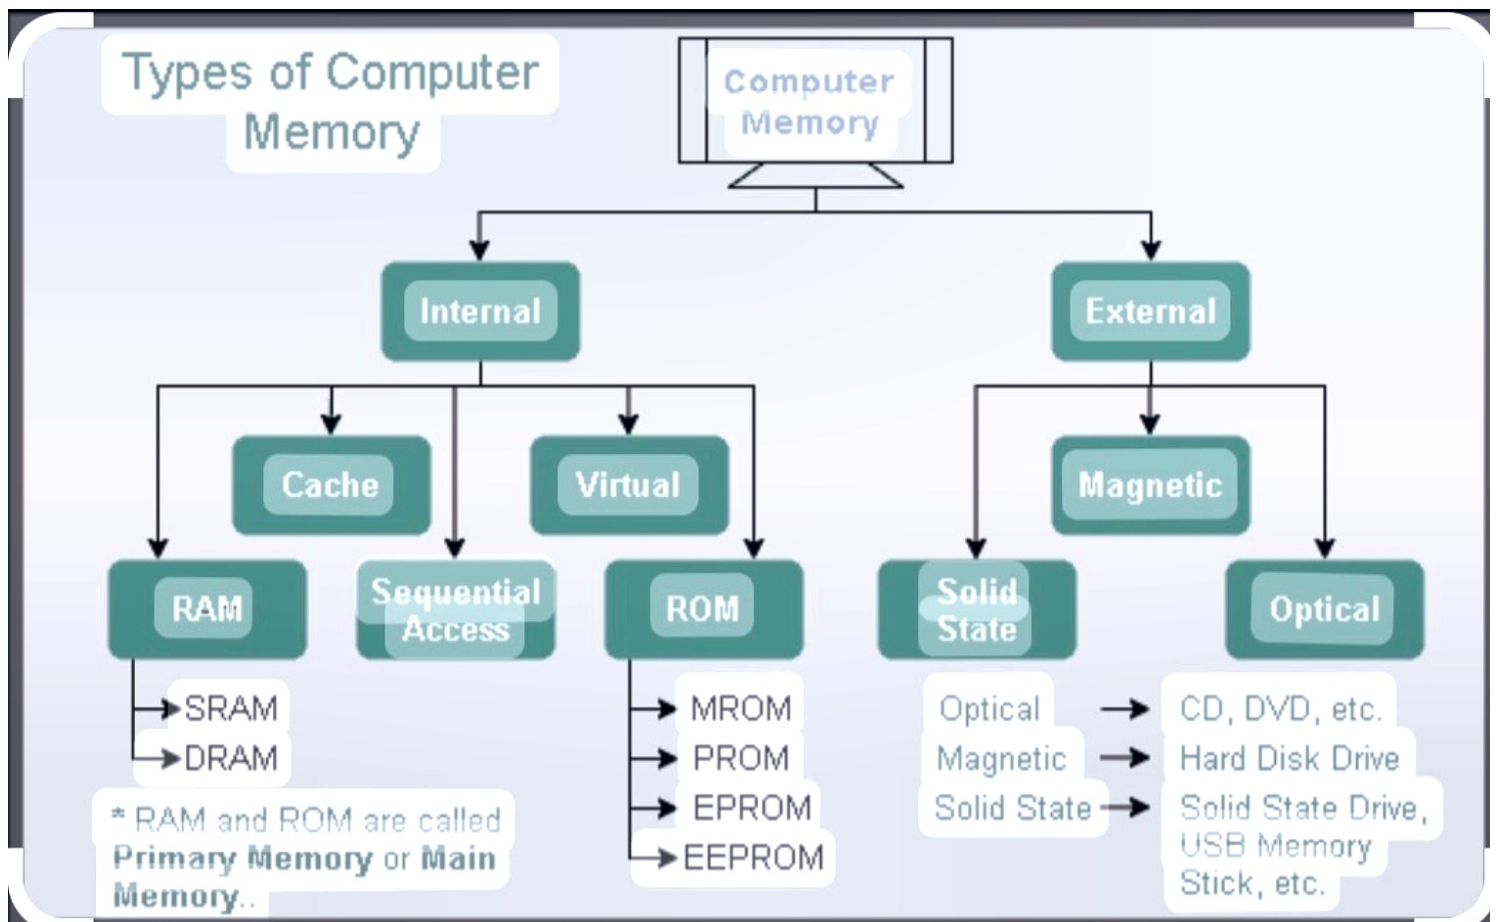 Types of Computer
Memory
Computer
Memory
Internal
External
Cache
Virtual
Magnetic
RAM
Sequential
Access
ROM
Solid
State
Optical
SRAM
DRAM
MROM
PROM
EPROM
EEPROM
Optical CD, DVD, etc.
Magnetic Hard Disk Drive
Solid State Solid State Drive,
USB Memory
Stick, etc.
* RAM and ROM are called
Primary Memory or Main
Memory..